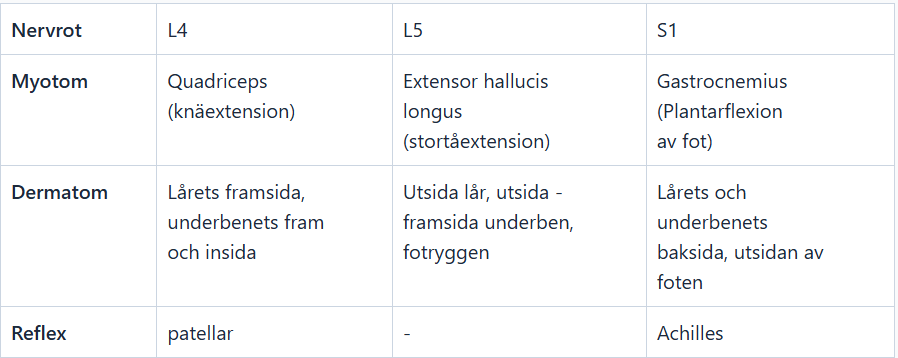 Nervrot L4 L5 S1
Myotom Quadriceps Extensor hallucis Gastrocnemius
(knäextension) longus (Plantarflexion
(stortåextension) av fot)
Dermatom Lårets framsida, Utsida lår, utsida - Lårets och
underbenets fram framsida underben, underbenets
och insida fotryggen baksida, utsidan av
foten
Reflex patellar - Achilles